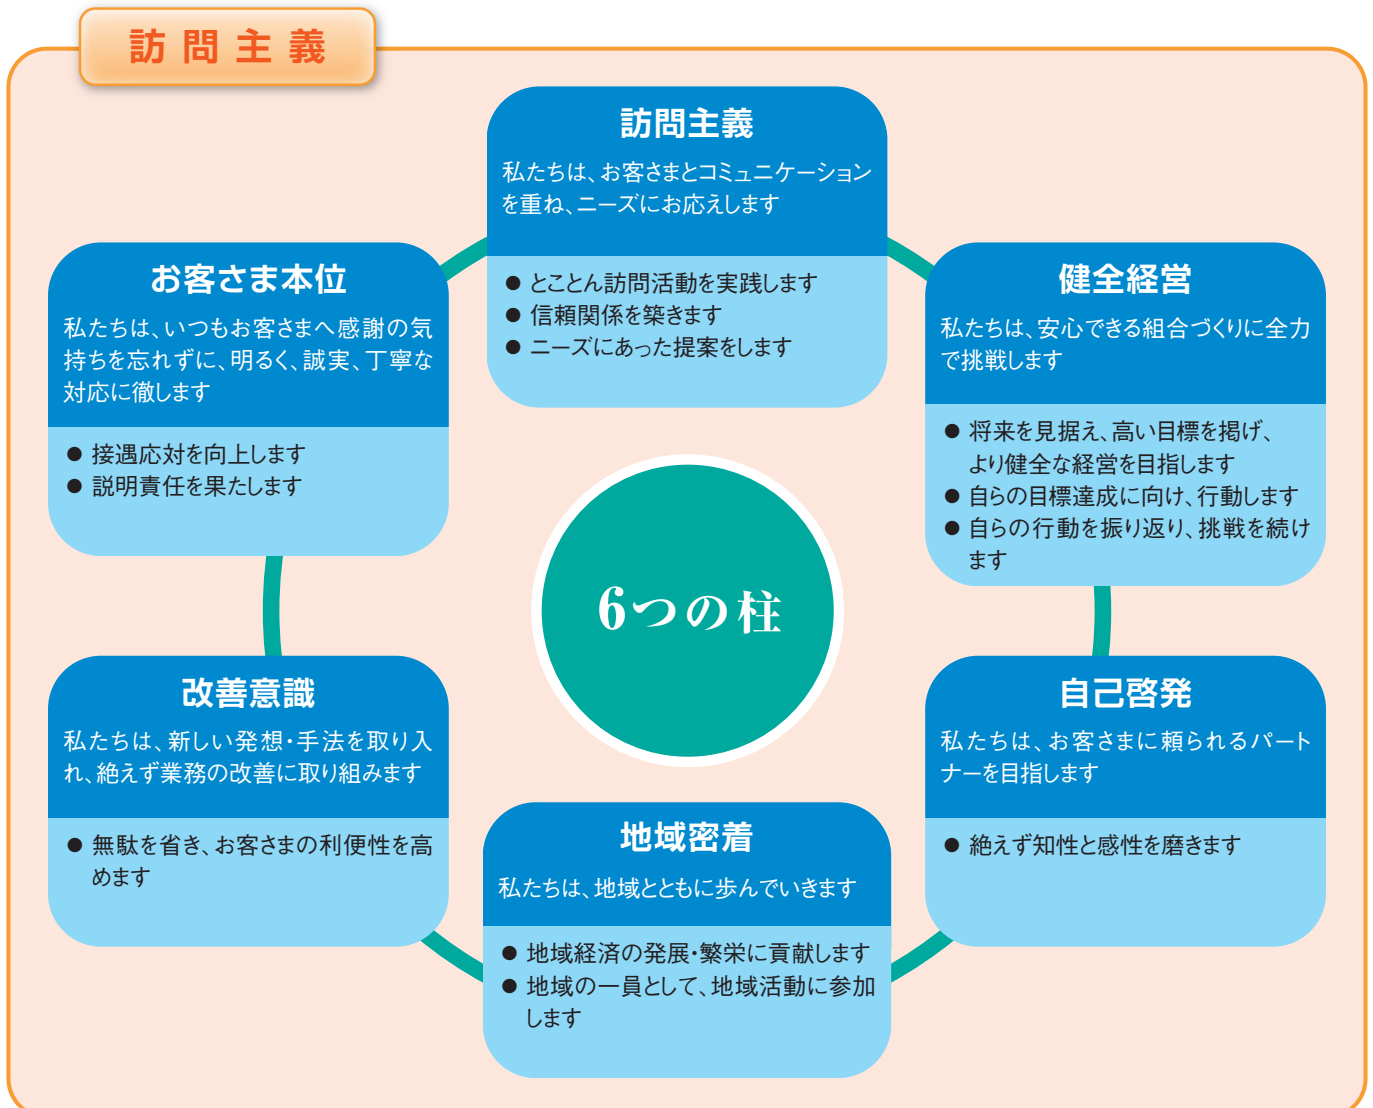 訪問主義
訪問主義
私たちは、お客さまとコミュニケーション
を重ね、ニーズにお応えします
● とことん訪問活動を実践します
● 信頼関係を築きます
● ニーズにあった提案をします
健全経営
私たちは、安心できる組合づくりに全力
で挑戦します
● 将来を見据え、高い目標を掲げ、
より健全な経営を目指します
● 自らの目標達成に向け、行動します
● 自らの行動を振り返り、挑戦を続け
ます
自己啓発
私たちは、お客さまに頼られるパート
ナーを目指します
● 絶えず知性と感性を磨きます
地域密着
私たちは、地域とともに歩んでいきます
● 地域経済の発展・繁栄に貢献します
● 地域の一員として、地域活動に参加
します
改善意識
私たちは、新しい発想・手法を取り入
れ、絶えず業務の改善に取り組みます
● 無駄を省き、お客さまの利便性を高
めます
お客さま本位
私たちは、いつもお客さまへ感謝の気
持ちを忘れずに、明るく、誠実、丁寧な
対応に徹します
● 接遇応対を向上します
● 説明責任を果たします
6つの柱